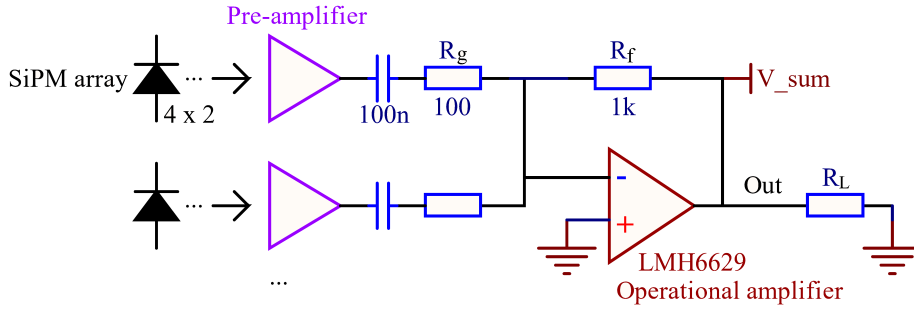 Pre-amplifier
SiPM array
...
4 x 2
100n
Rg
100
Rf
1k
V_sum
...
-
+
Out
RL
LMH6629
Operational amplifier
...